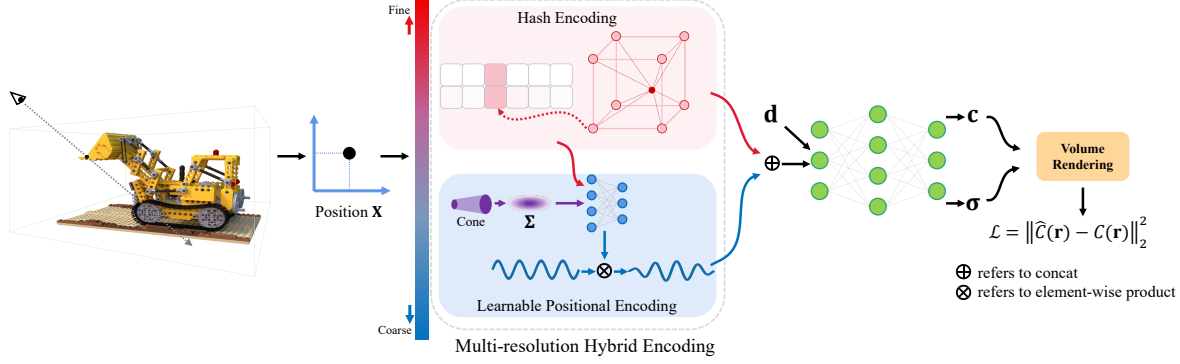 Fine
Hash Encoding
Position X
Cone
Σ
Learnable Positional Encoding
Coarse
Multi-resolution Hybrid Encoding
d
⊕
c
σ
Volume
Rendering
ℒ = ‖Ĉ(r) − C(r)‖₂²
⊕ refers to concat
⊗ refers to element-wise product